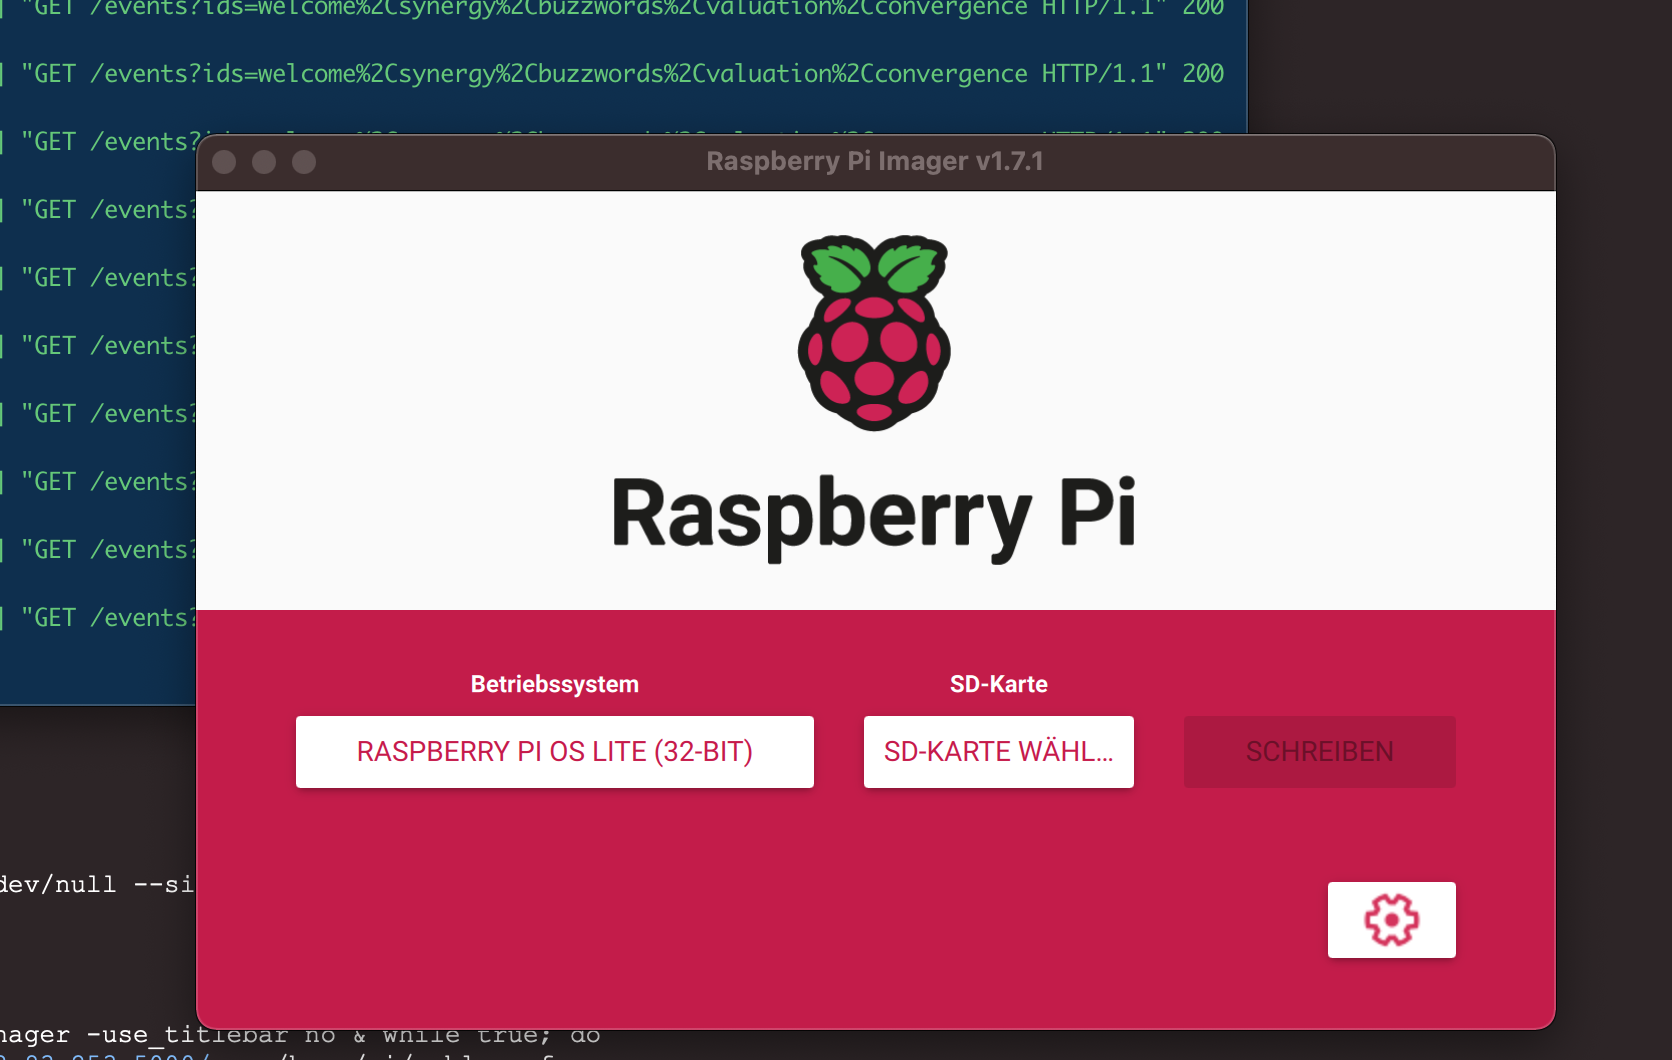 "GET /events?ids=welcome%2Csynergy%2Cbuzzwords%2Cvaluation%2Cconvergence HTTP/1.1" 200
"GET /events?ids=welcome%2Csynergy%2Cbuzzwords%2Cvaluation%2Cconvergence HTTP/1.1" 200
"GET /events?
"GET /events?
"GET /events?
"GET /events?
"GET /events?
"GET /events?
"GET /events?
"GET /events?
Raspberry Pi Imager v1.7.1
Raspberry Pi
Betriebssystem
SD-Karte
RASPBERRY PI OS LITE (32-BIT)
SD-KARTE WÄHL...
SCHREIBEN
dev/null --si
nager -use_titlebar no & while true; do